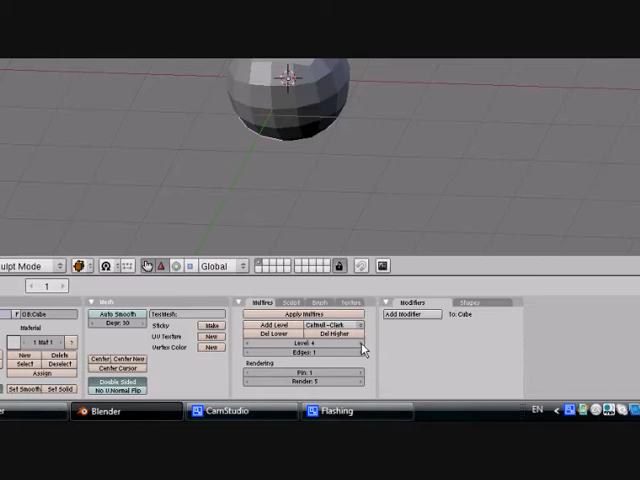 ulpt Mode
Global
1
F OB:Cube
Material
1 Mat 1
?
New
Delete
Select
Deselect
Assign
Set Smooth
Set Solid
Mesh
Auto Smooth
Degr: 30
TexMesh:
Sticky
Make
UV Texture
New
Vertex Color
New
Center
Center New
Center Cursor
Double Sided
No V.Normal Flip
Multires
Sculpt
Brush
Texture
Apply Multires
Add Level
Catmull-Clark
Del Lower
Del Higher
Level: 4
Edges: 1
Rendering
Pin: 1
Render: 5
Modifiers
Shapes
Add Modifier
To: Cube
er
Blender
CamStudio
Flashing
EN